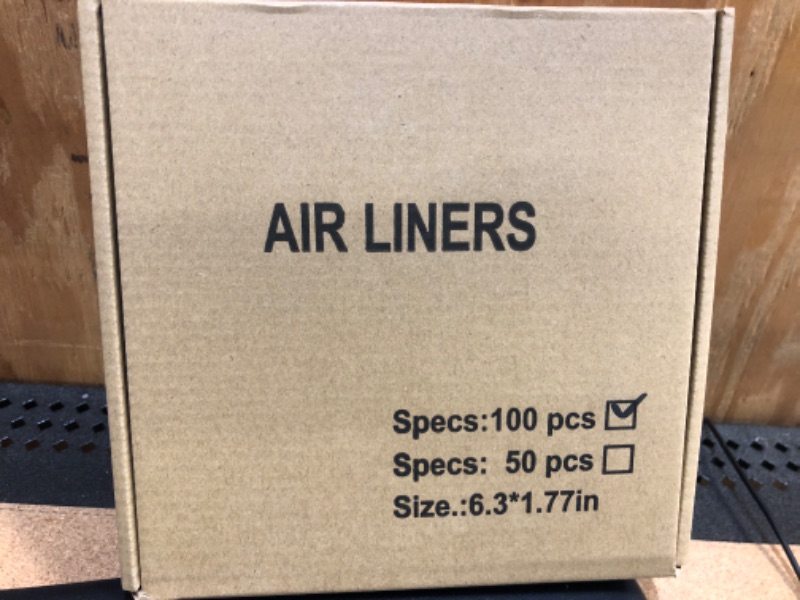 AIR LINERS
Specs:100 pcs ☑
Specs: 50 pcs ☐
Size.:6.3*1.77in